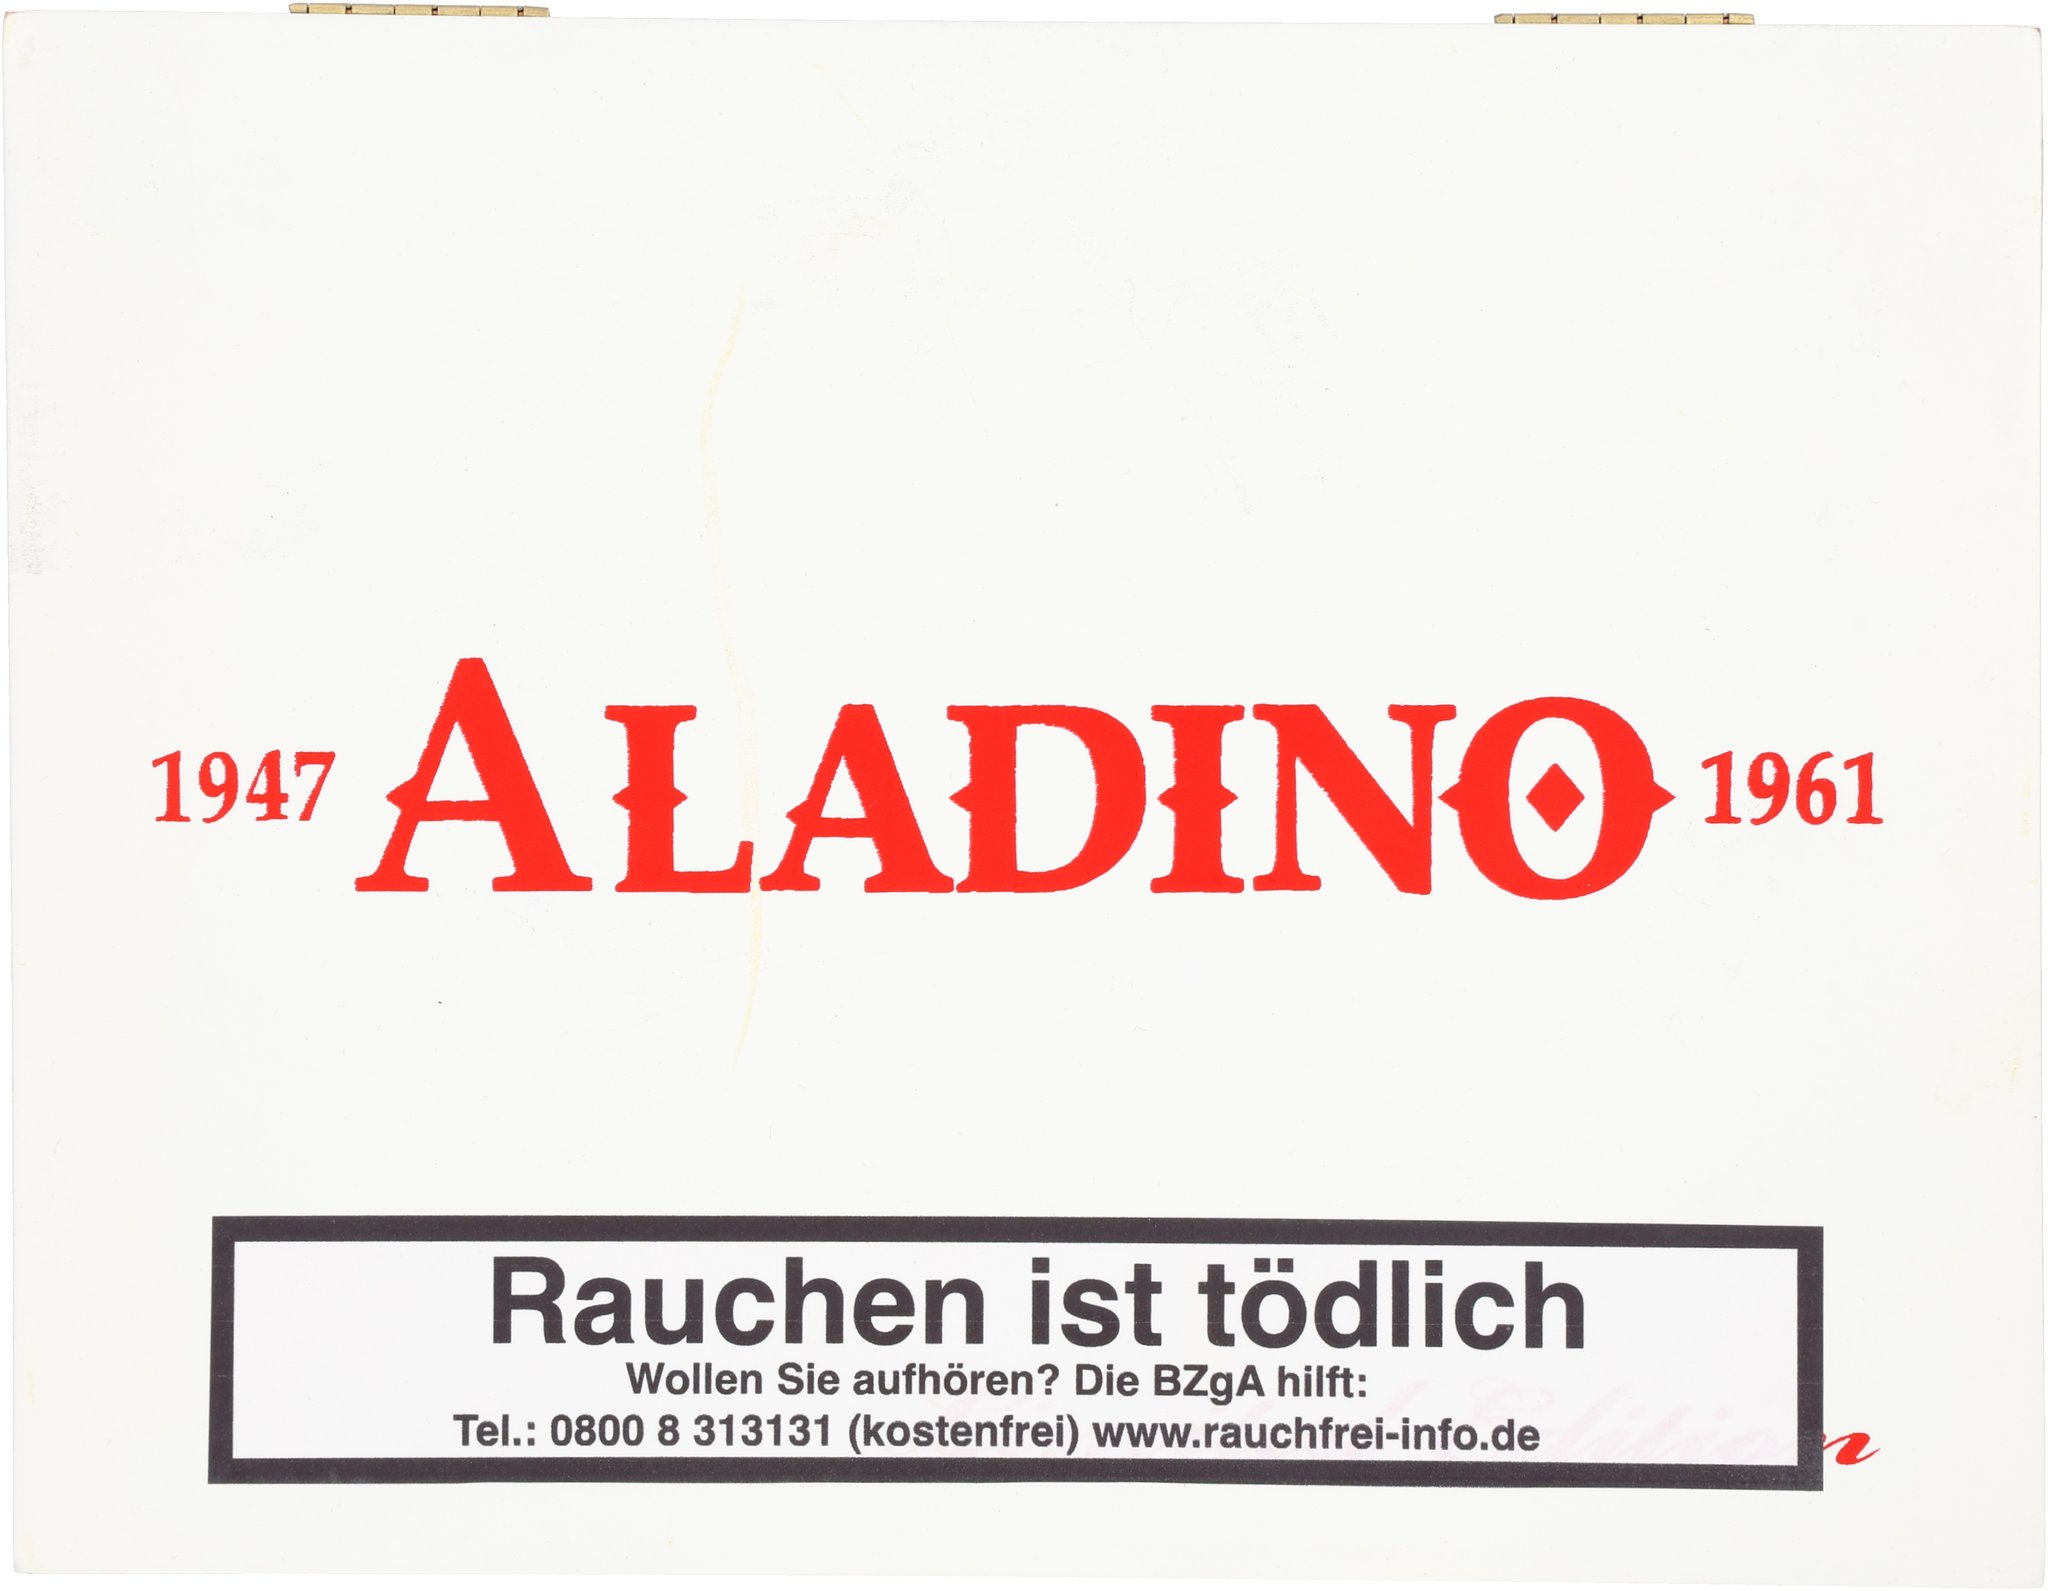 1947 ALADINO 1961
Rauchen ist tödlich
Wollen Sie aufhören? Die BZgA hilft:
Tel.: 0800 8 313131 (kostenfrei) www.rauchfrei-info.de